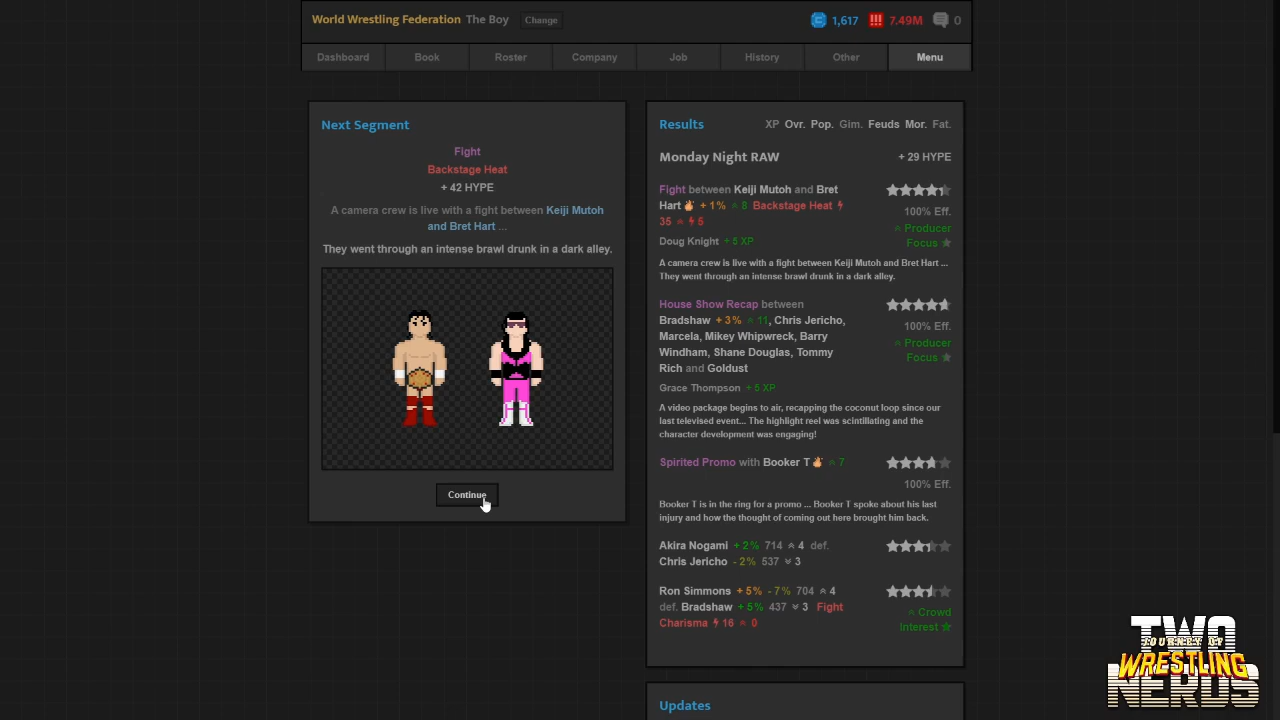 World Wrestling Federation The Boy Change
1,617 7.49M 0
Dashboard Book Roster Company Job History Other Menu
Next Segment
Fight
Backstage Heat
+ 42 HYPE
A camera crew is live with a fight between Keiji Mutoh
and Bret Hart ...
They went through an intense brawl drunk in a dark alley.
Continue
Results XP Ovr. Pop. Gim. Feuds Mor. Fat.
Monday Night RAW + 29 HYPE
Fight between Keiji Mutoh and Bret
Hart + 1% 8 Backstage Heat
35 5
100% Eff.
Producer
Focus
Doug Knight + 5 XP
A camera crew is live with a fight between Keiji Mutoh and Bret Hart ...
They went through an intense brawl drunk in a dark alley.
House Show Recap between
Bradshaw + 3% 11, Chris Jericho,
Marcela, Mikey Whipwreck, Barry
Windham, Shane Douglas, Tommy
Rich and Goldust
100% Eff.
Producer
Focus
Grace Thompson + 5 XP
A video package begins to air, recapping the coconut loop since our
last televised event... The highlight reel was scintillating and the
character development was engaging!
Spirited Promo with Booker T 7
100% Eff.
Booker T is in the ring for a promo ... Booker T spoke about his last
injury and how the thought of coming out here brought him back.
Akira Nogami + 2% 714 4 def.
Chris Jericho - 2% 537 3
Ron Simmons + 5% - 7% 704 4
def. Bradshaw + 5% 437 3 Fight
Charisma 16 0
Crowd
Interest
Updates
TWO
JOURNEY OF
WRESTLING
NERDS